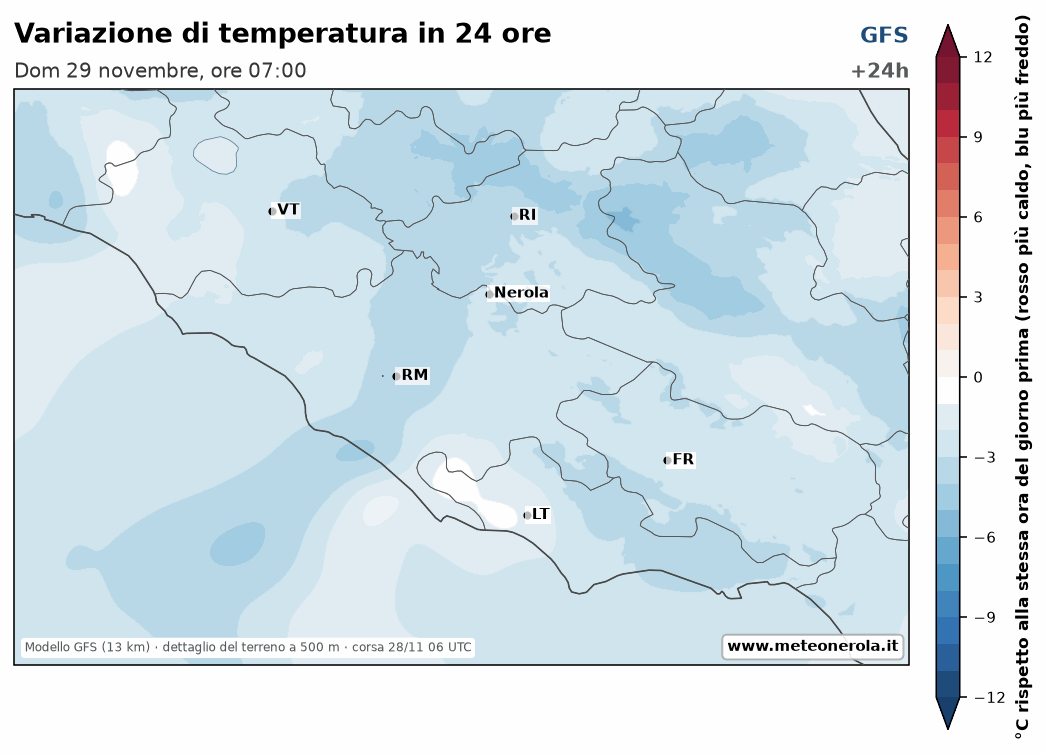 Variazione di temperatura in 24 ore
GFS
Dom 29 novembre, ore 07:00
+24h
VT
RI
Nerola
RM
FR
LT
Modello GFS (13 km) · dettaglio del terreno a 500 m · corsa 28/11 06 UTC
www.meteonerola.it
12
9
6
3
0
−3
−6
−9
−12
°C rispetto alla stessa ora del giorno prima (rosso più caldo, blu più freddo)